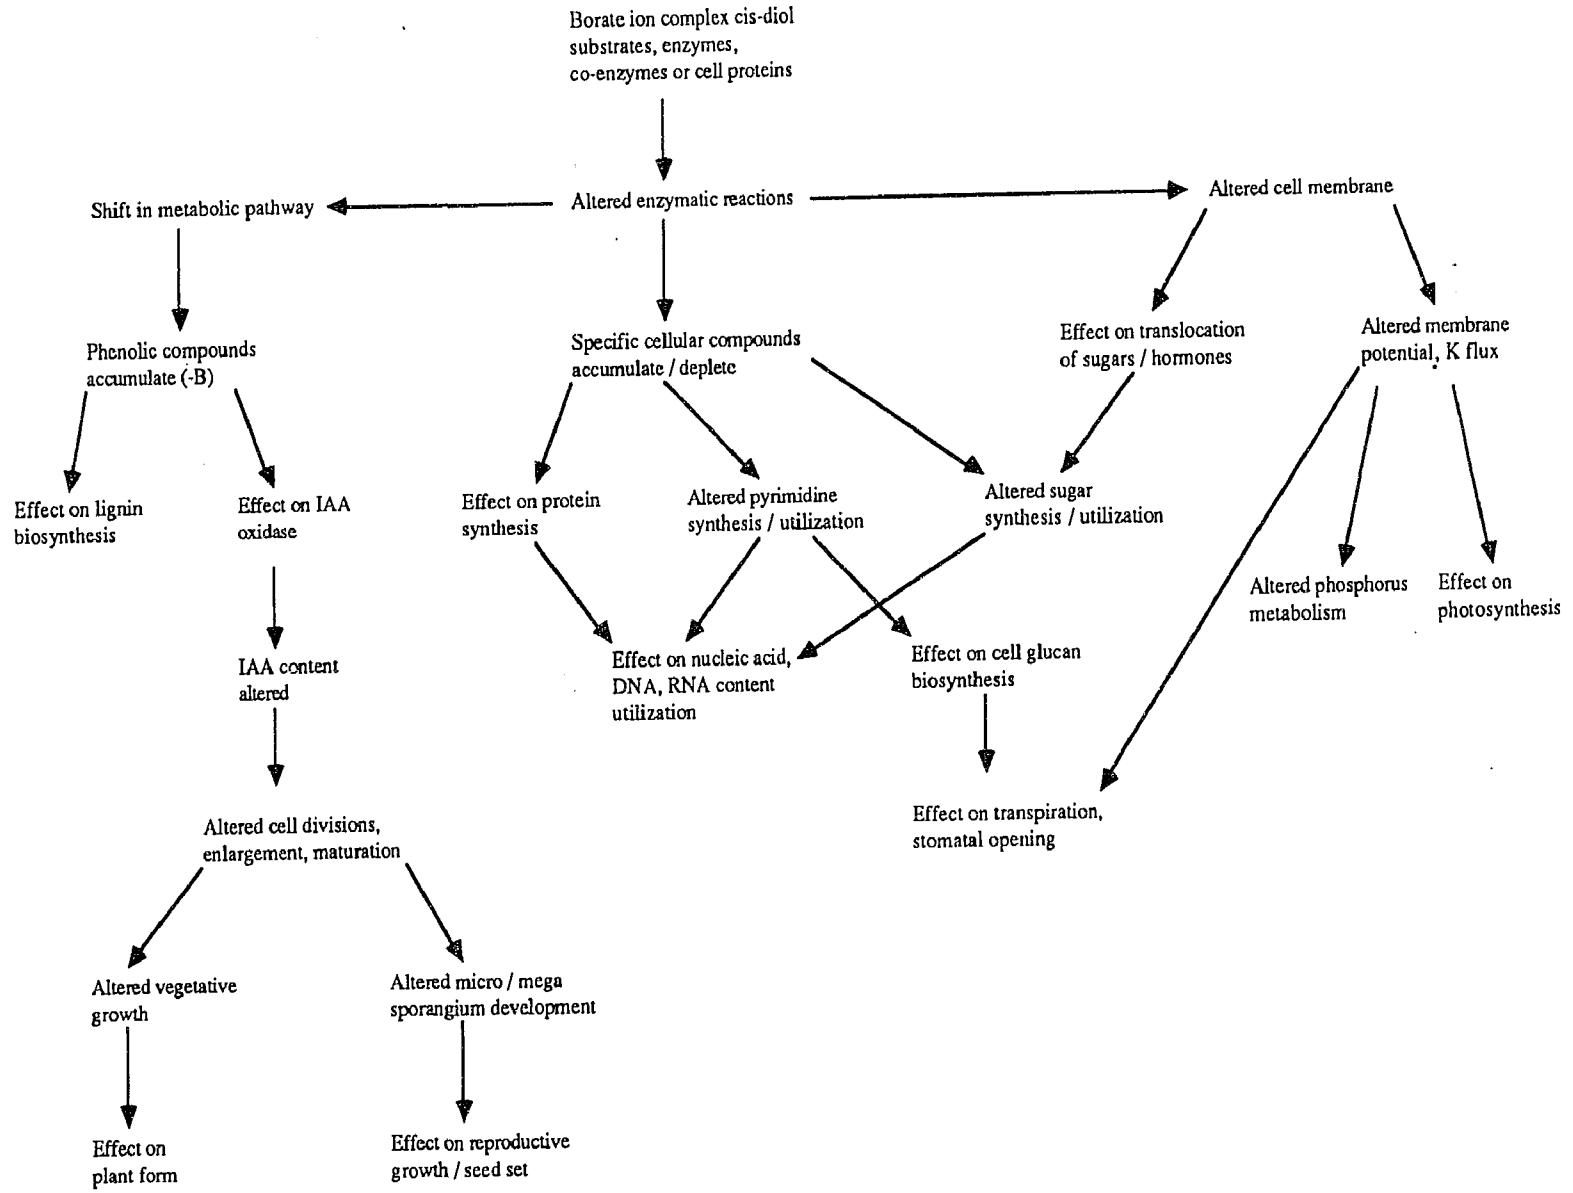 Borate ion complex cis-diol
substrates, enzymes,
co-enzymes or cell proteins
Shift in metabolic pathway
Altered enzymatic reactions
Altered cell membrane
Phenolic compounds
accumulate (-B)
Specific cellular compounds
accumulate / deplete
Effect on translocation
of sugars / hormones
Altered membrane
potential, K flux
Effect on lignin
biosynthesis
Effect on IAA
oxidase
Effect on protein
synthesis
Altered pyrimidine
synthesis / utilization
Altered sugar
synthesis / utilization
Altered phosphorus
metabolism
Effect on
photosynthesis
IAA content
altered
Effect on nucleic acid,
DNA, RNA content
utilization
Effect on cell glucan
biosynthesis
Altered cell divisions,
enlargement, maturation
Effect on transpiration,
stomatal opening
Altered vegetative
growth
Altered micro / mega
sporangium development
Effect on
plant form
Effect on reproductive
growth / seed set